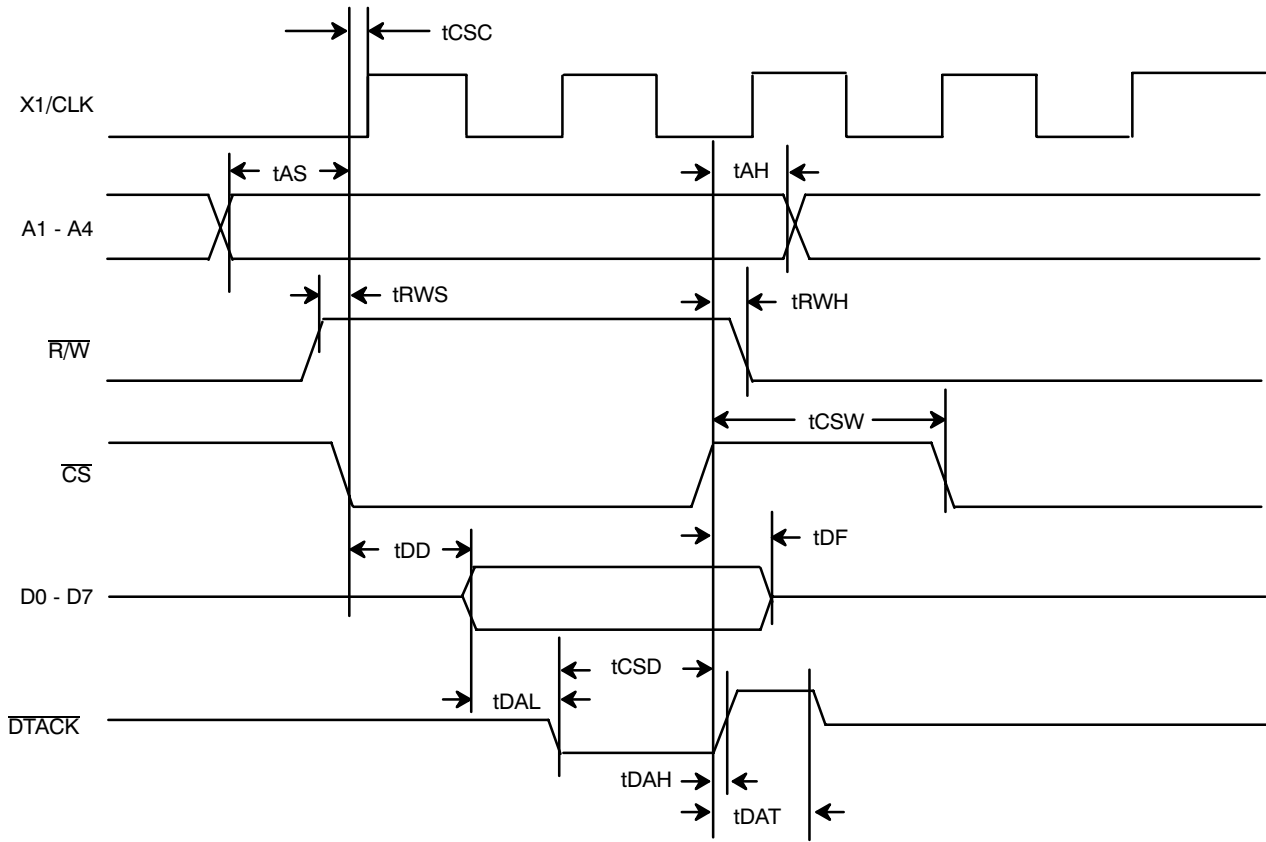 tCSC
X1/CLK
tAS
tAH
A1 - A4
tRWS
tRWH
R/W
tCSW
CS
tDD
tDF
D0 - D7
tCSD
tDAL
DTACK
tDAH
tDAT